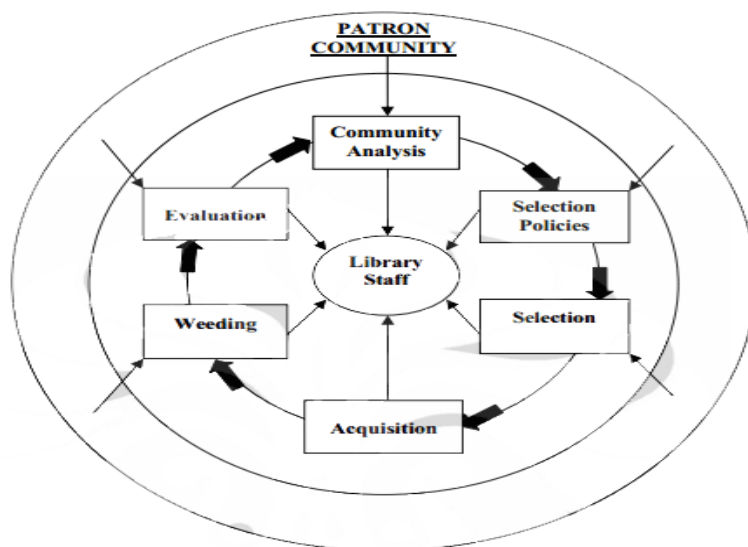 PATRON
COMMUNITY
Community
Analysis
Evaluation
Selection
Policies
Library
Staff
Weeding
Selection
Acquisition